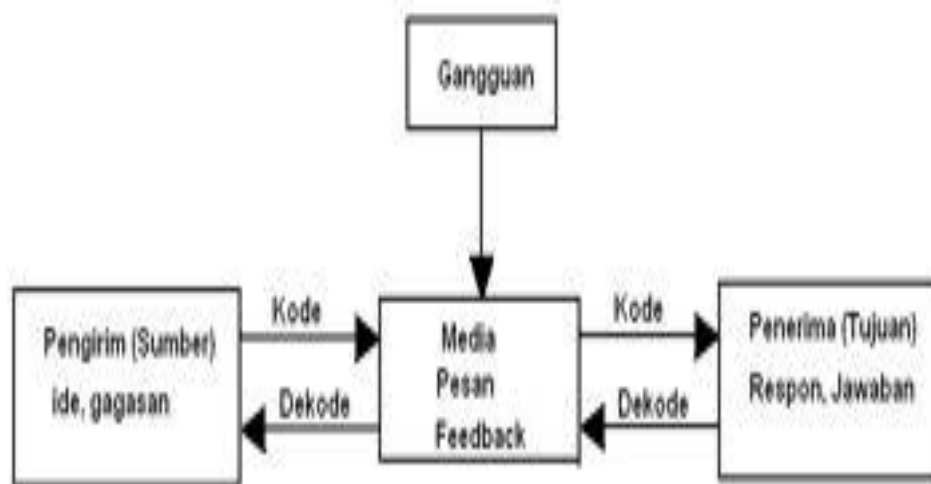 Gangguan
Pengirim (Sumber)
ide, gagasan
Kode
Dekode
Media
Pesan
Feedback
Kode
Dekode
Penerima (Tujuan)
Respon, Jawaban